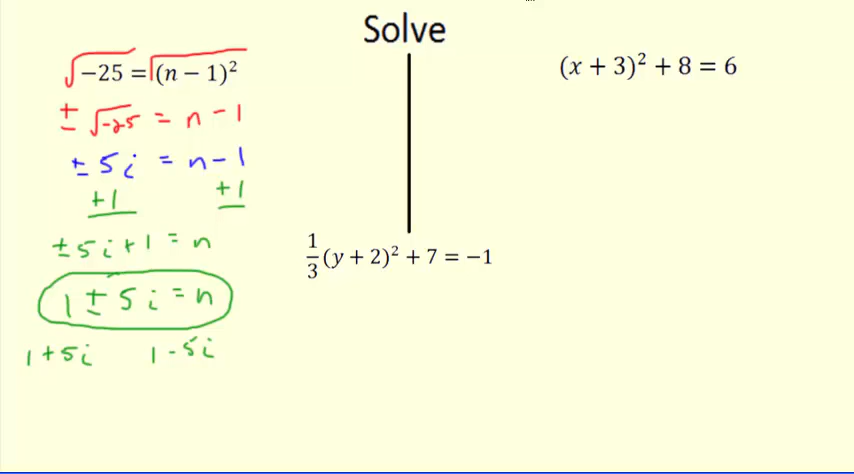 Solve
√−25 = √(n − 1)²
± √-25 = n - 1
± 5i = n - 1
+1 +1
± 5i + 1 = n
1 ± 5i = n
1 + 5i 1 - 5i
(x + 3)² + 8 = 6
1/3(y + 2)² + 7 = −1